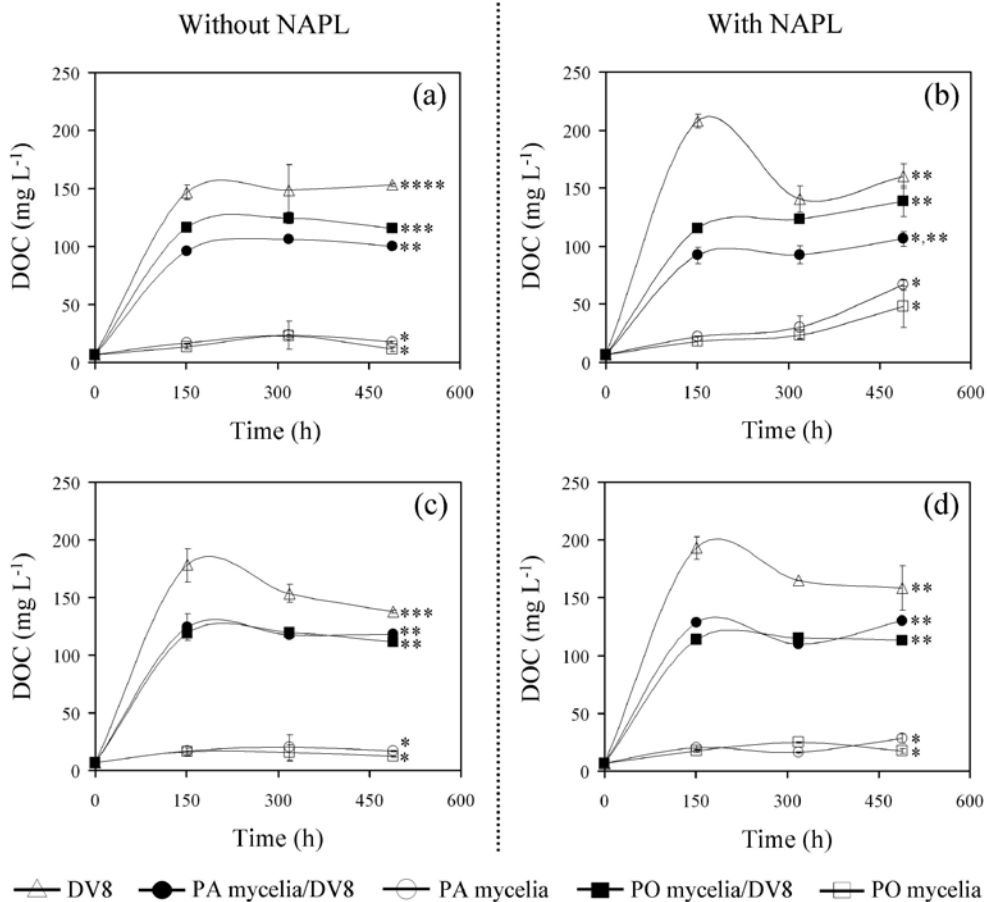 Without NAPL
With NAPL
(a)
DOC (mg L⁻¹)
250
200
150
100
50
0
****
***
**
*
*
0 150 300 450 600
Time (h)
(b)
DOC (mg L⁻¹)
250
200
150
100
50
0
**
**
*,**
*
*
0 150 300 450 600
Time (h)
(c)
DOC (mg L⁻¹)
250
200
150
100
50
0
***
**
**
*
*
0 150 300 450 600
Time (h)
(d)
DOC (mg L⁻¹)
250
200
150
100
50
0
**
**
**
*
*
0 150 300 450 600
Time (h)
DV8 PA mycelia/DV8 PA mycelia PO mycelia/DV8 PO mycelia